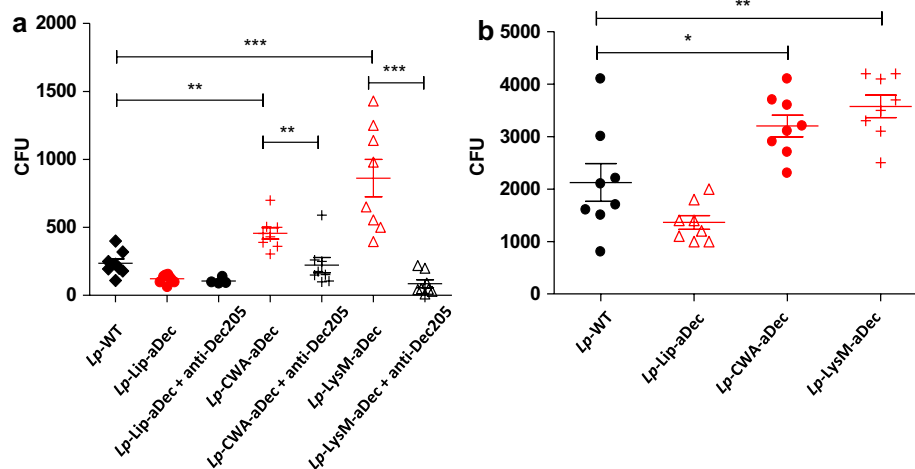 a
2000
1500
1000
500
0
CFU
***
**
***
**
Lp-WT
Lp-Lip-aDec
Lp-Lip-aDec + anti-Dec205
Lp-CWA-aDec
Lp-CWA-aDec + anti-Dec205
Lp-LysM-aDec
Lp-LysM-aDec + anti-Dec205
b
5000
4000
3000
2000
1000
0
CFU
**
*
Lp-WT
Lp-Lip-aDec
Lp-CWA-aDec
Lp-LysM-aDec